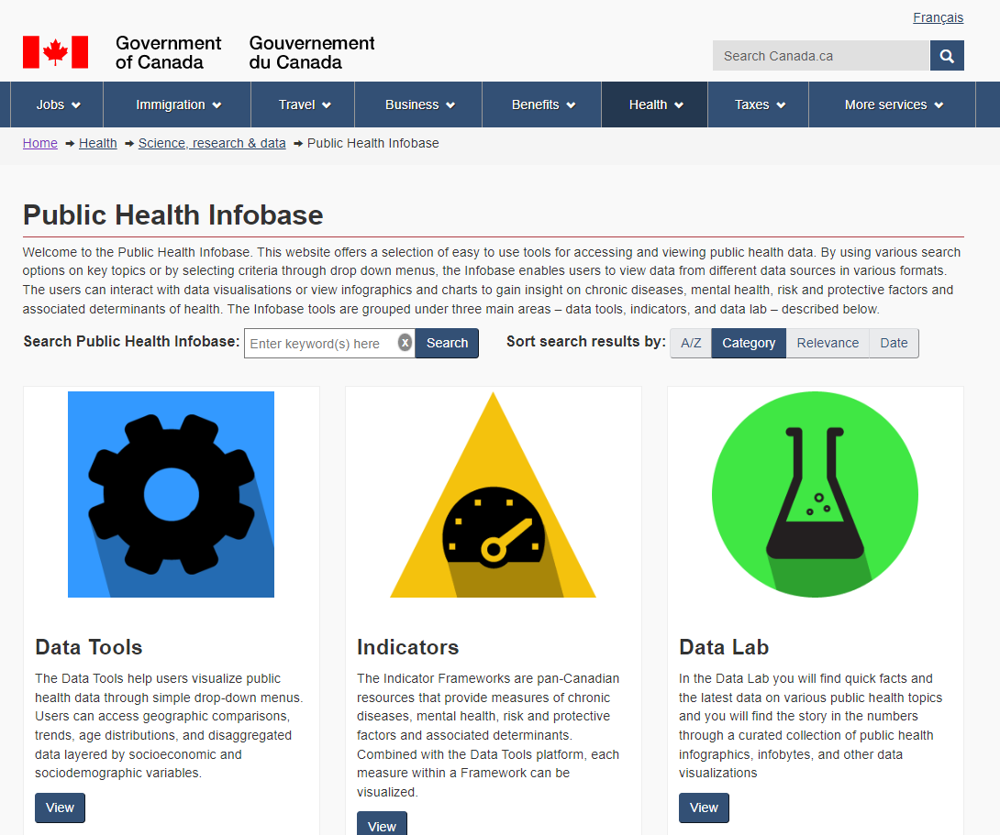 Français
Government of Canada
Gouvernement du Canada
Search Canada.ca
Jobs Immigration Travel Business Benefits Health Taxes More services
Home ➞ Health ➞ Science, research & data ➞ Public Health Infobase
Public Health Infobase
Welcome to the Public Health Infobase. This website offers a selection of easy to use tools for accessing and viewing public health data. By using various search
options on key topics or by selecting criteria through drop down menus, the Infobase enables users to view data from different data sources in various formats.
The users can interact with data visualisations or view infographics and charts to gain insight on chronic diseases, mental health, risk and protective factors and
associated determinants of health. The Infobase tools are grouped under three main areas – data tools, indicators, and data lab – described below.
Search Public Health Infobase: Enter keyword(s) here x Search Sort search results by: A/Z Category Relevance Date
Data Tools
The Data Tools help users visualize public
health data through simple drop-down menus.
Users can access geographic comparisons,
trends, age distributions, and disaggregated
data layered by socioeconomic and
sociodemographic variables.
View
Indicators
The Indicator Frameworks are pan-Canadian
resources that provide measures of chronic
diseases, mental health, risk and protective
factors and associated determinants.
Combined with the Data Tools platform, each
measure within a Framework can be
visualized.
View
Data Lab
In the Data Lab you will find quick facts and
the latest data on various public health topics
and you will find the story in the numbers
through a curated collection of public health
infographics, infobytes, and other data
visualizations
View